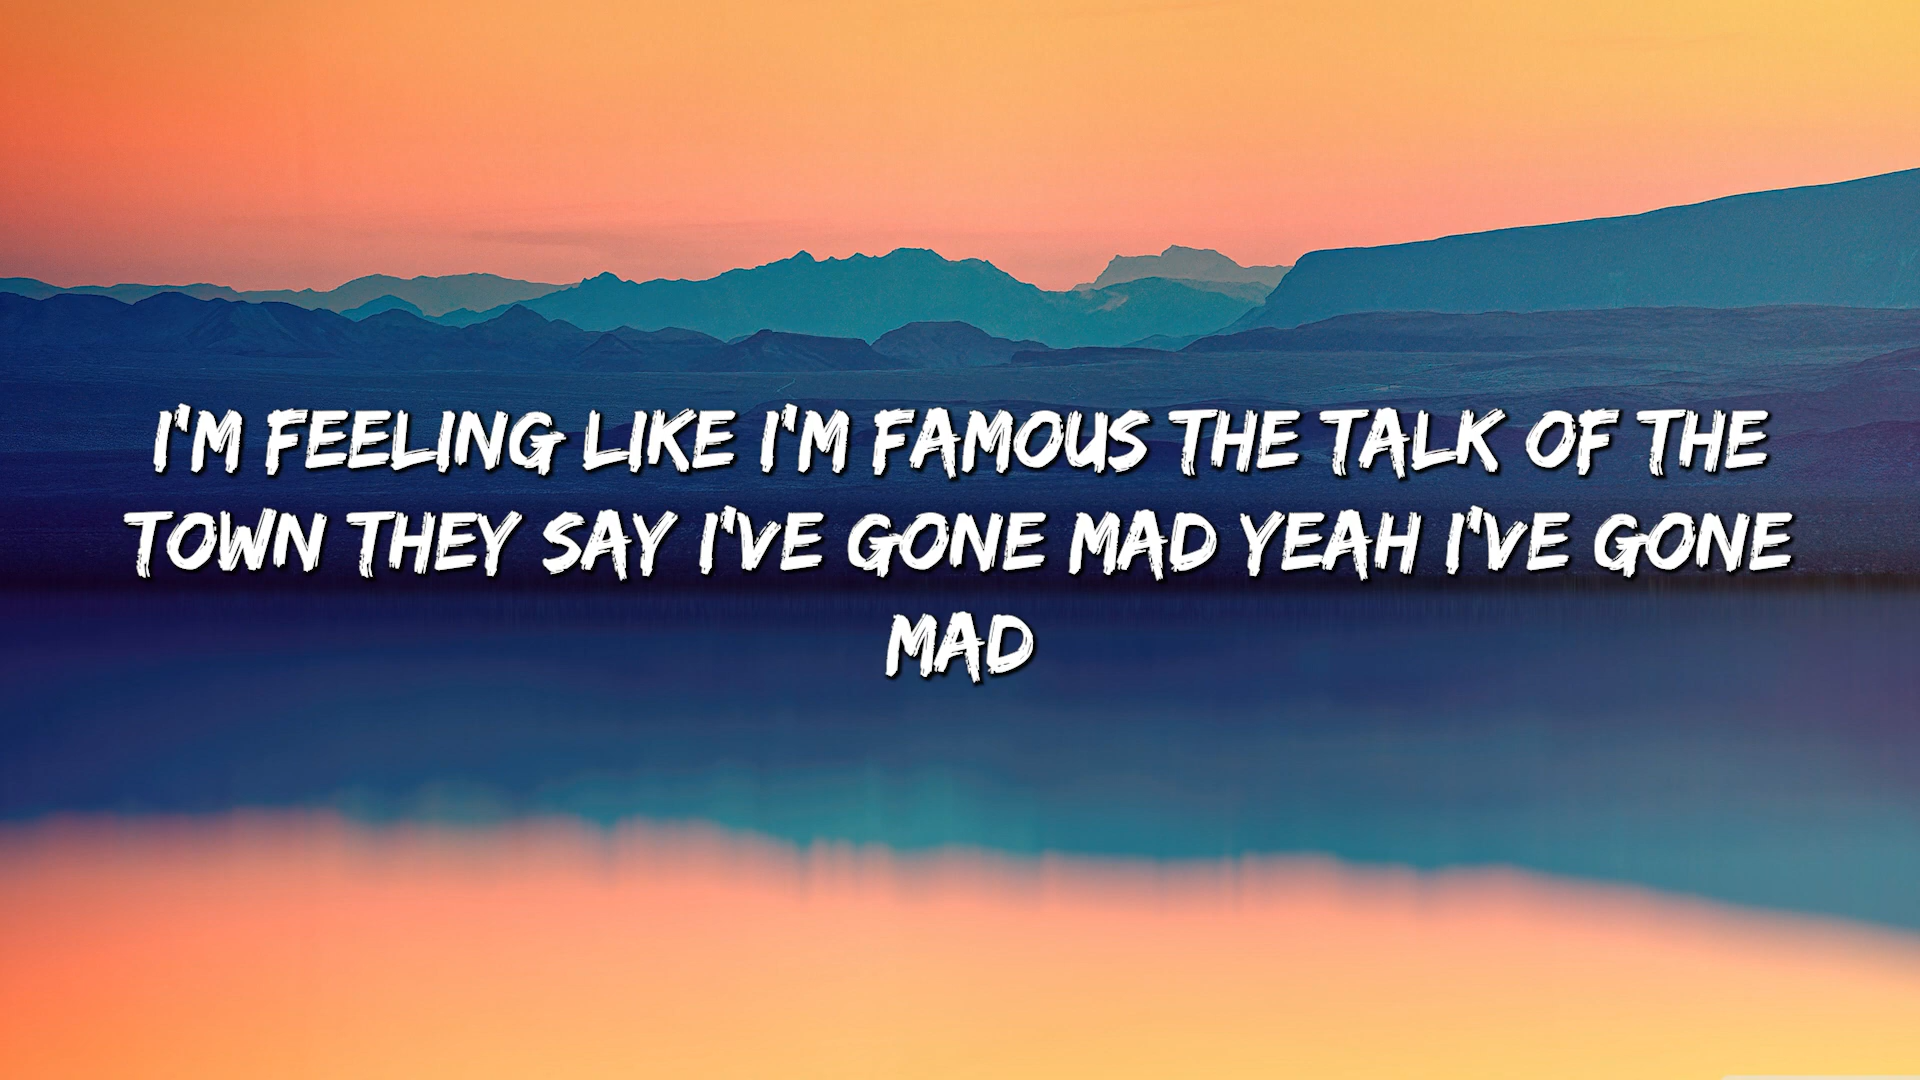 I'M FEELING LIKE I'M FAMOUS THE TALK OF THE
TOWN THEY SAY I'VE GONE MAD YEAH I'VE GONE
MAD